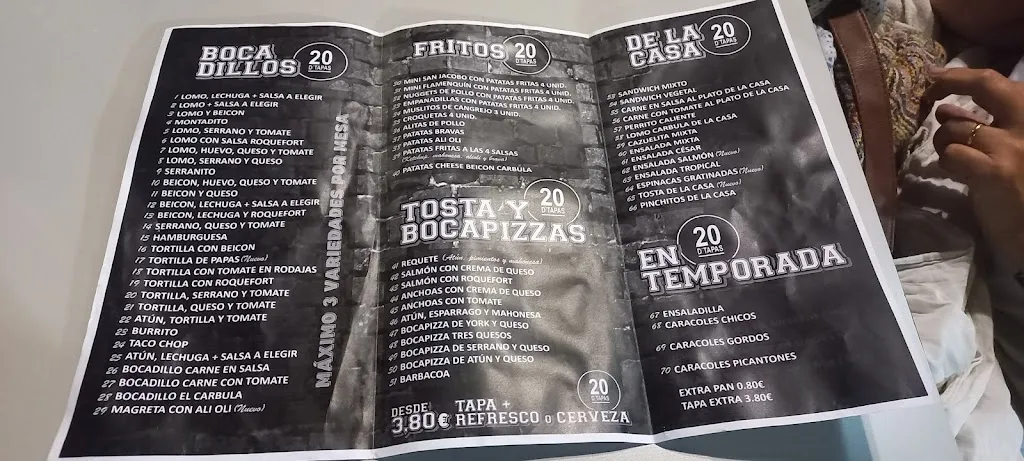 BOCA
DILLOS
20
D'TAPAS
1 LOMO, LECHUGA + SALSA A ELEGIR
2 LOMO + SALSA A ELEGIR
3 LOMO Y BEICON
4 MONTADITO
5 LOMO, SERRANO Y TOMATE
6 LOMO CON SALSA ROQUEFORT
7 LOMO, HUEVO, QUESO Y TOMATE
8 LOMO, SERRANO Y QUESO
9 SERRANITO
10 BEICON, HUEVO, QUESO Y TOMATE
11 BEICON Y QUESO
12 BEICON, LECHUGA + SALSA A ELEGIR
13 BEICON, LECHUGA Y ROQUEFORT
14 SERRANO, QUESO Y TOMATE
15 HAMBURGUESA
16 TORTILLA CON BEICON
17 TORTILLA DE PAPAS (Nuevo)
18 TORTILLA CON TOMATE EN RODAJAS
19 TORTILLA CON ROQUEFORT
20 TORTILLA, SERRANO Y TOMATE
21 TORTILLA, QUESO Y TOMATE
22 ATÚN, TORTILLA Y TOMATE
23 BURRITO
24 TACO CHOP
25 ATÚN, LECHUGA + SALSA A ELEGIR
26 BOCADILLO CARNE EN SALSA
27 BOCADILLO CARNE CON TOMATE
28 BOCADILLO EL CARBULA
29 MAGRETA CON ALI OLI (Nuevo)
MÁXIMO 3 VARIEDADES POR MESA
FRITOS
20
D'TAPAS
30 MINI SAN JACOBO CON PATATAS FRITAS 4 UNID.
31 MINI FLAMENQUÍN CON PATATAS FRITAS 4 UNID.
32 NUGGETS DE POLLO CON PATATAS FRITAS 4 UNID.
33 EMPANADILLAS CON PATATAS FRITAS 4 UNID.
34 MUSLITOS DE CANGREJO 3 UNID.
35 CROQUETAS 4 UNID.
36 ALITAS DE POLLO
37 PATATAS BRAVAS
38 PATATAS ALI OLI
39 PATATAS FRITAS A LAS 4 SALSAS
(Ketchup, mahonesa, alioli y brava)
40 PATATAS CHEESE BEICON CARBULA
TOSTA Y
BOCAPIZZAS
20
D'TAPAS
41 REQUETE (Atún, pimientos y mahonesa)
42 SALMÓN CON CREMA DE QUESO
43 SALMÓN CON ROQUEFORT
44 ANCHOAS CON CREMA DE QUESO
45 ANCHOAS CON TOMATE
46 ATÚN, ESPARRAGO Y MAHONESA
47 BOCAPIZZA DE YORK Y QUESO
48 BOCAPIZZA TRES QUESOS
49 BOCAPIZZA DE SERRANO Y QUESO
50 BOCAPIZZA DE ATÚN Y QUESO
51 BARBACOA
20
D'TAPAS
DESDE
3.80€
TAPA +
REFRESCO O CERVEZA
DE LA
CASA
20
D'TAPAS
53 SANDWICH MIXTO
54 SANDWICH VEGETAL
55 CARNE EN SALSA AL PLATO DE LA CASA
56 CARNE CON TOMATE AL PLATO DE LA CASA
57 PERRITO CALIENTE
58 LOMO CARBULA DE LA CASA
59 CAZUELITA MIXTA
60 ENSALADA MIXTA
61 ENSALADA CÉSAR
62 ENSALADA SALMÓN (Nuevo)
63 ENSALADA TROPICAL
64 ESPINACAS GRATINADAS (Nuevo)
65 TOSTA DE LA CASA (Nuevo)
66 PINCHITOS DE LA CASA
EN
TEMPORADA
20
D'TAPAS
67 ENSALADILLA
68 CARACOLES CHICOS
69 CARACOLES GORDOS
70 CARACOLES PICANTONES
EXTRA PAN 0.80€
TAPA EXTRA 3.80€